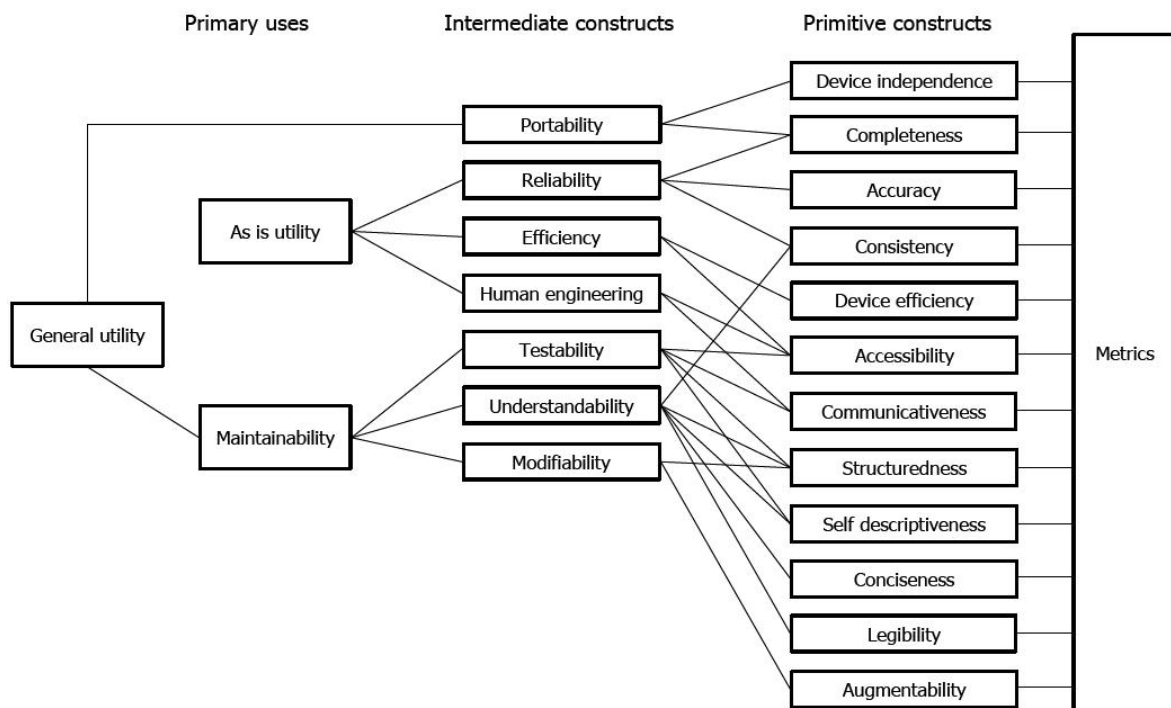 Primary uses
Intermediate constructs
Primitive constructs
General utility
As is utility
Maintainability
Portability
Reliability
Efficiency
Human engineering
Testability
Understandability
Modifiability
Device independence
Completeness
Accuracy
Consistency
Device efficiency
Accessibility
Communicativeness
Structuredness
Self descriptiveness
Conciseness
Legibility
Augmentability
Metrics